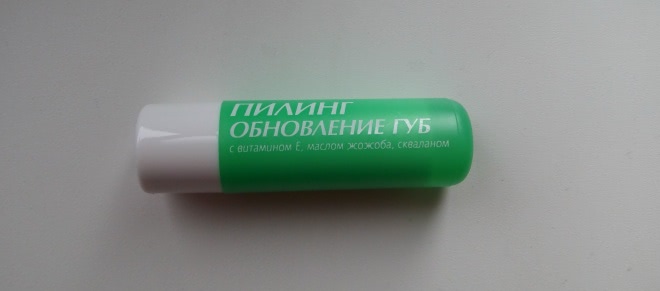 ПИЛИНГ
ОБНОВЛЕНИЕ ГУБ
с витамином Е, маслом жожоба, скваланом